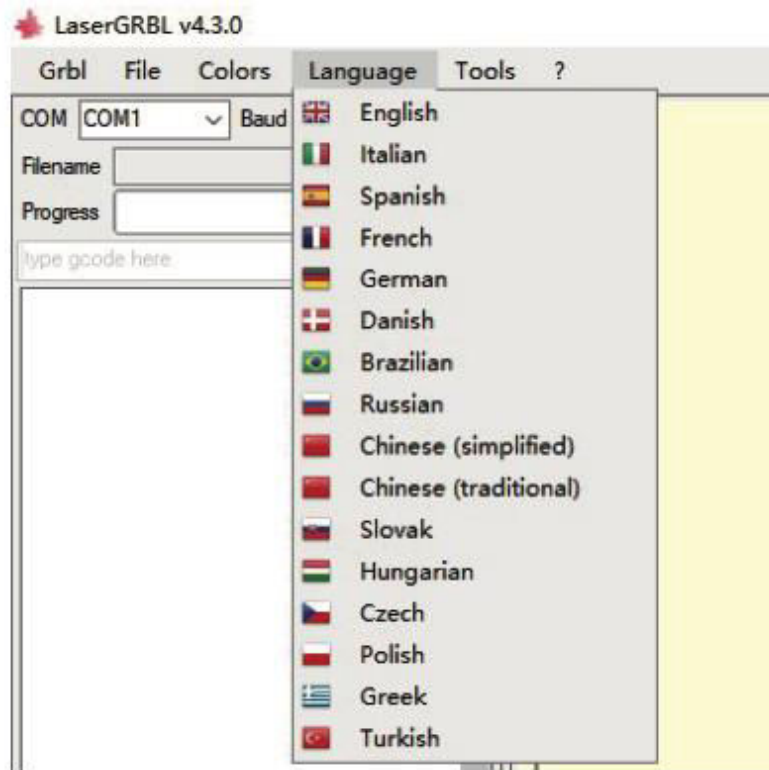 LaserGRBL v4.3.0
Grbl File Colors Language Tools ?
COM COM1 Baud
Filename
Progress
type gcode here
English
Italian
Spanish
French
German
Danish
Brazilian
Russian
Chinese (simplified)
Chinese (traditional)
Slovak
Hungarian
Czech
Polish
Greek
Turkish